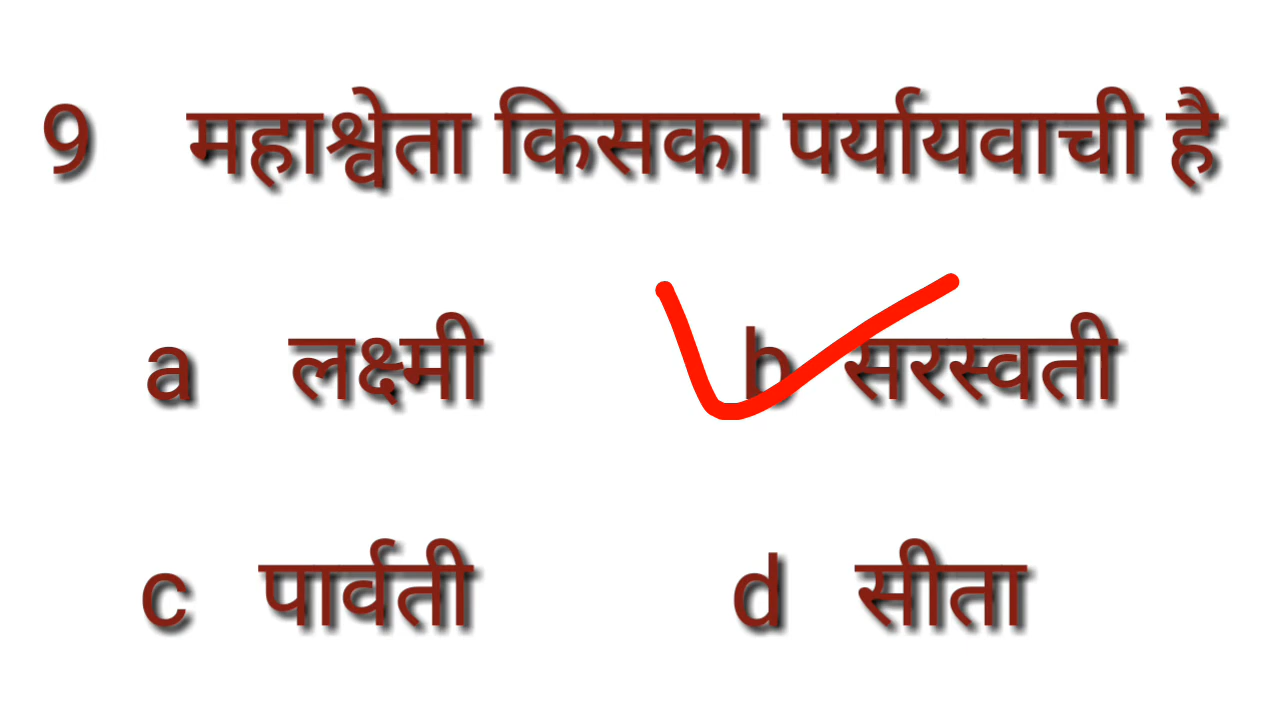 9 महाश्वेता किसका पर्यायवाची है
a लक्ष्मी b सरस्वती
c पार्वती d सीता